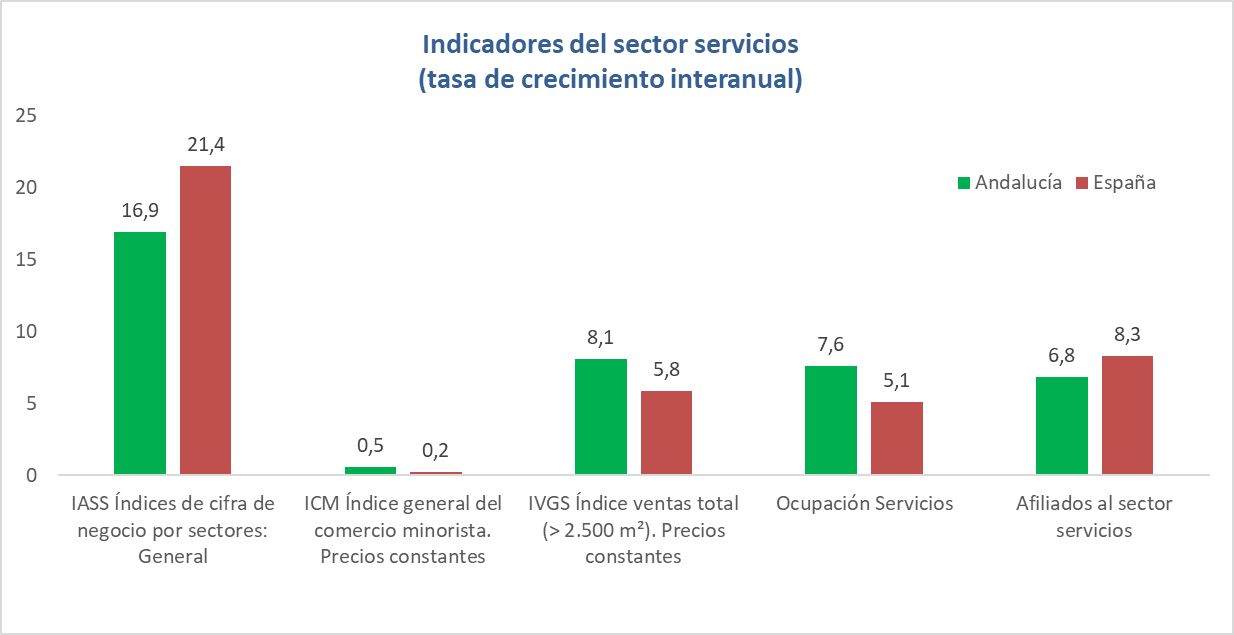 Indicadores del sector servicios
(tasa de crecimiento interanual)
25
20
15
10
5
0
16,9
21,4
0,5
0,2
8,1
5,8
7,6
5,1
6,8
8,3
Andalucía
España
IASS Índices de cifra de
negocio por sectores:
General
ICM Índice general del
comercio minorista.
Precios constantes
IVGS Índice ventas total
(> 2.500 m²). Precios
constantes
Ocupación Servicios
Afiliados al sector
servicios